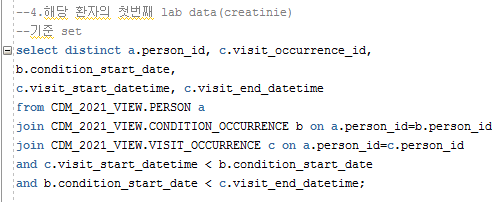 --4.해당 환자의 첫번째 lab data(creatinie)
--기준 set
select distinct a.person_id, c.visit_occurrence_id,
b.condition_start_date,
c.visit_start_datetime, c.visit_end_datetime
from CDM_2021_VIEW.PERSON a
join CDM_2021_VIEW.CONDITION_OCCURRENCE b on a.person_id=b.person_id
join CDM_2021_VIEW.VISIT_OCCURRENCE c on a.person_id=c.person_id
and c.visit_start_datetime < b.condition_start_date
and b.condition_start_date < c.visit_end_datetime;